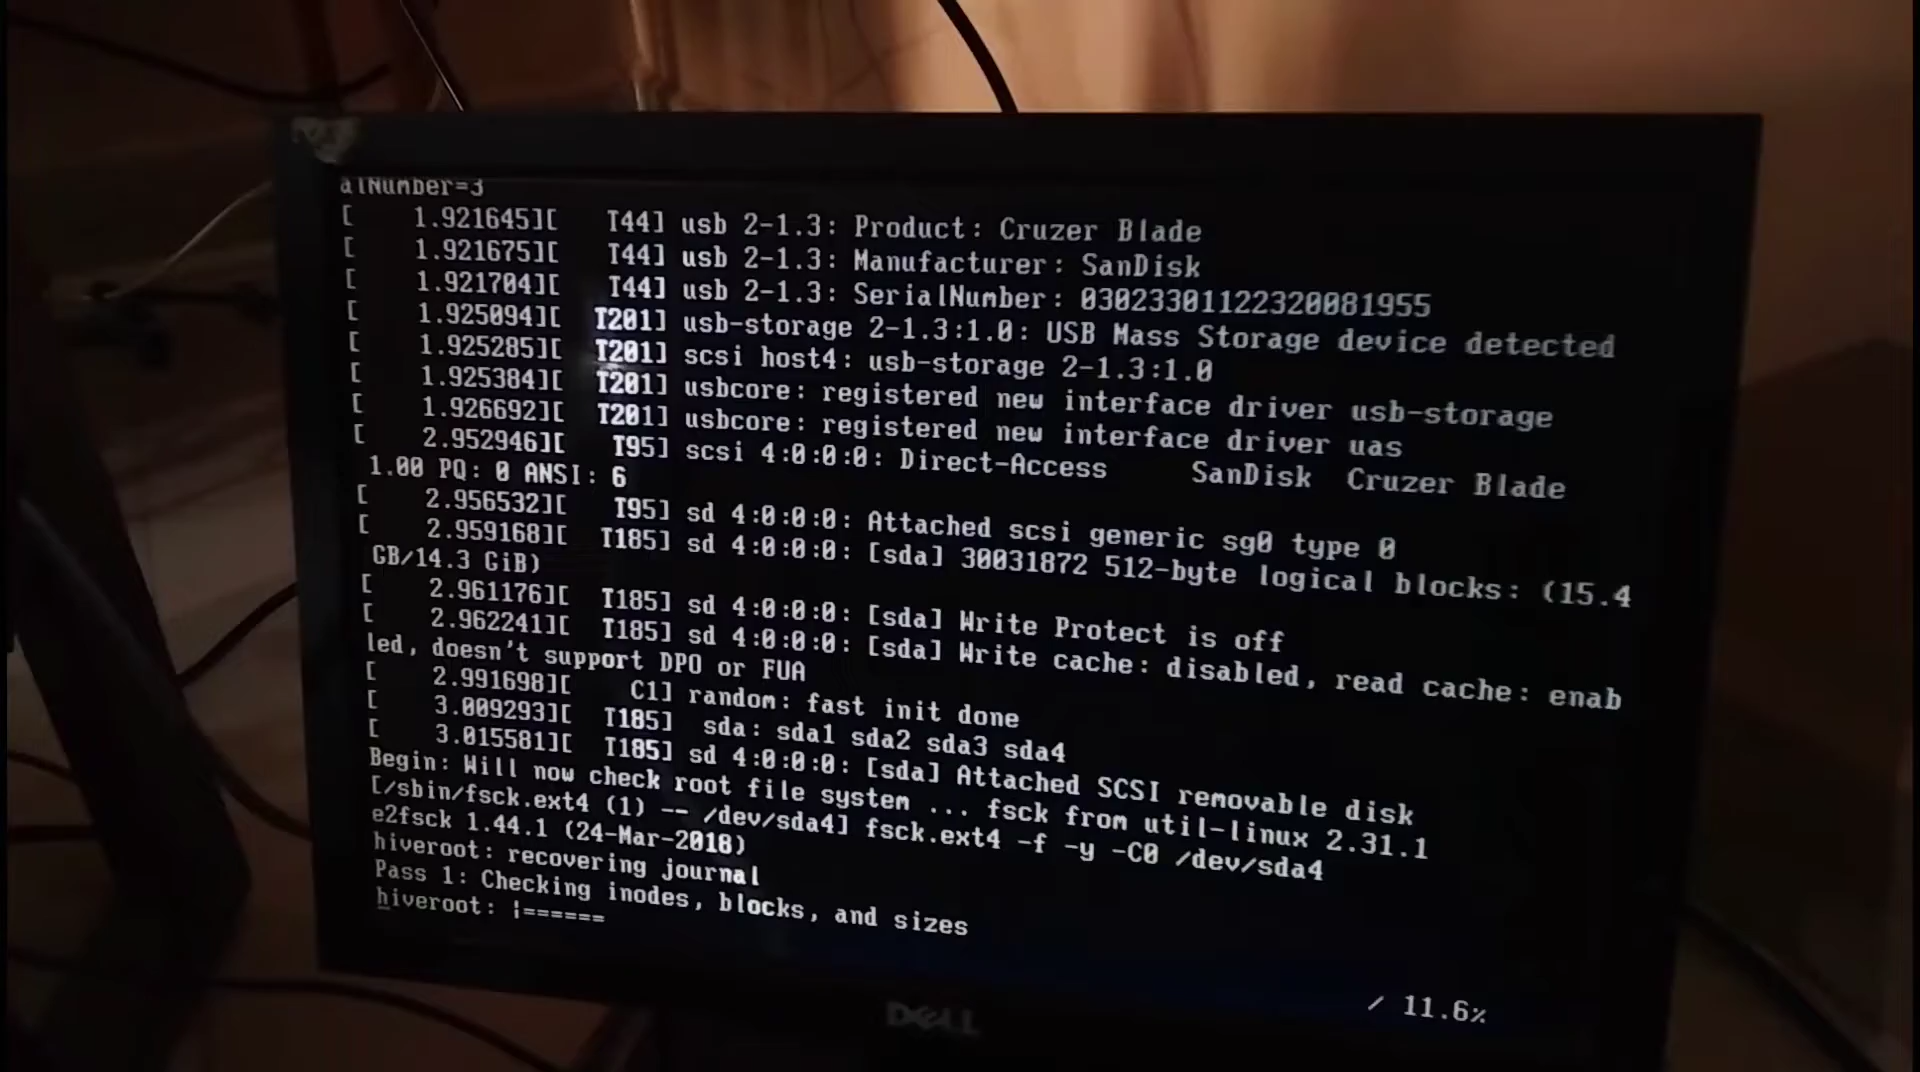 alNumber=3
[    1.921645][   T44] usb 2-1.3: Product: Cruzer Blade
[    1.921675][   T44] usb 2-1.3: Manufacturer: SanDisk
[    1.921704][   T44] usb 2-1.3: SerialNumber: 03023301122320081955
[    1.925094][  T201] usb-storage 2-1.3:1.0: USB Mass Storage device detected
[    1.925285][  T201] scsi host4: usb-storage 2-1.3:1.0
[    1.925384][  T201] usbcore: registered new interface driver usb-storage
[    1.926692][  T201] usbcore: registered new interface driver uas
[    2.952946][   T95] scsi 4:0:0:0: Direct-Access     SanDisk  Cruzer Blade
1.00 PQ: 0 ANSI: 6
[    2.956532][   T95] sd 4:0:0:0: Attached scsi generic sg0 type 0
[    2.959168][  T185] sd 4:0:0:0: [sda] 30031872 512-byte logical blocks: (15.4
GB/14.3 GiB)
[    2.961176][  T185] sd 4:0:0:0: [sda] Write Protect is off
[    2.962241][  T185] sd 4:0:0:0: [sda] Write cache: disabled, read cache: enab
led, doesn't support DPO or FUA
[    2.991698][    C1] random: fast init done
[    3.009293][  T185]  sda: sda1 sda2 sda3 sda4
[    3.015581][  T185] sd 4:0:0:0: [sda] Attached SCSI removable disk
Begin: Will now check root file system ... fsck from util-linux 2.31.1
[/sbin/fsck.ext4 (1) -- /dev/sda4] fsck.ext4 -f -y -C0 /dev/sda4
e2fsck 1.44.1 (24-Mar-2018)
hiveroot: recovering journal
Pass 1: Checking inodes, blocks, and sizes
hiveroot: |======
/ 11.6%
DELL